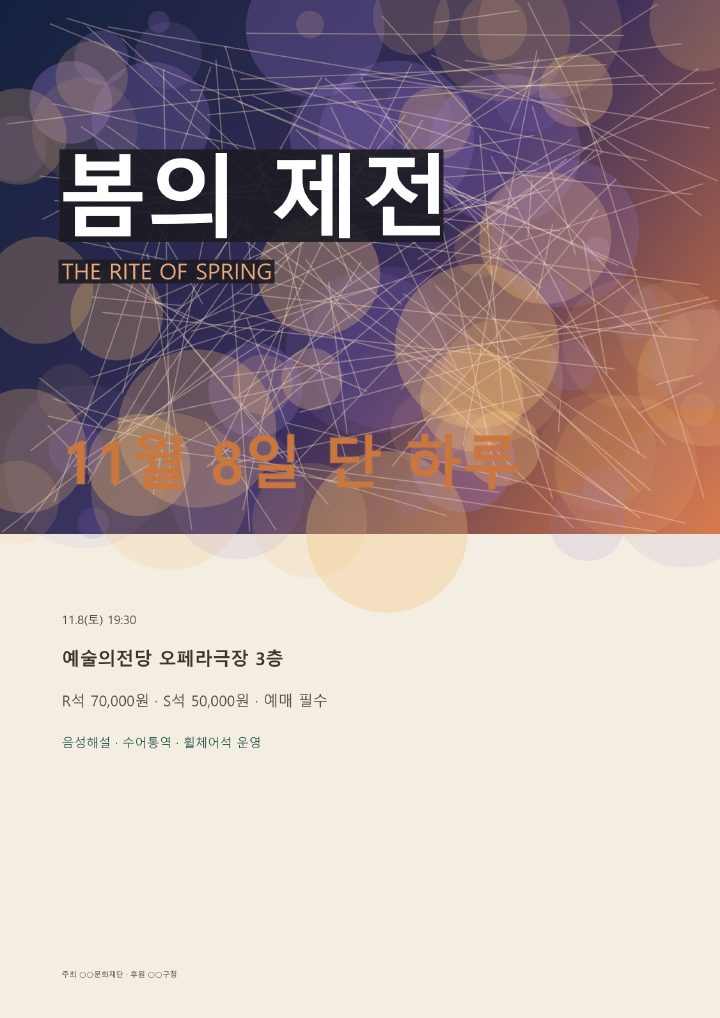 봄의 제전
THE RITE OF SPRING
11월 8일 단 하루
11.8(토) 19:30
예술의전당 오페라극장 3층
R석 70,000원 · S석 50,000원 · 예매 필수
음성해설 · 수어통역 · 휠체어석 운영
주최 ○○문화재단 · 후원 ○○구청